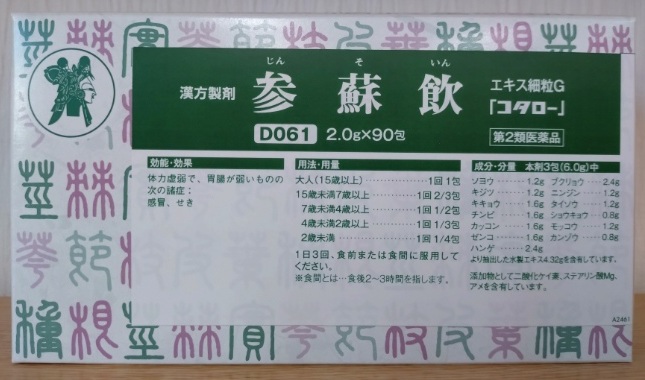 じん そ いん
漢方製剤 参蘇飲 エキス細粒G
「コタロー」
D061 2.0g×90包 第2類医薬品
効能・効果
体力虚弱で、胃腸が弱いものの
次の諸症：
感冒、せき
用法・用量
大人(15歳以上)…………1回1包
15歳未満7歳以上…………1回2/3包
7歳未満4歳以上…………1回1/2包
4歳未満2歳以上…………1回1/3包
2歳未満…………1回1/4包
1日3回、食前または食間に服用して
ください。
※食間とは…食後2～3時間を指します。
成分・分量 本剤3包(6.0g)中
ソヨウ……1.2g ブクリョウ…2.4g
キジツ……1.2g ニンジン……1.2g
キキョウ…1.6g タイソウ……1.2g
チンピ……1.6g ショウキョウ…0.8g
カッコン…1.6g モッコウ……1.2g
ゼンコ……1.6g カンゾウ……0.8g
ハンゲ……2.4g
より抽出した水製エキス4.32gを含有しています。
添加物として二酸化ケイ素、ステアリン酸Mg、
アメを含有しています。
A2461